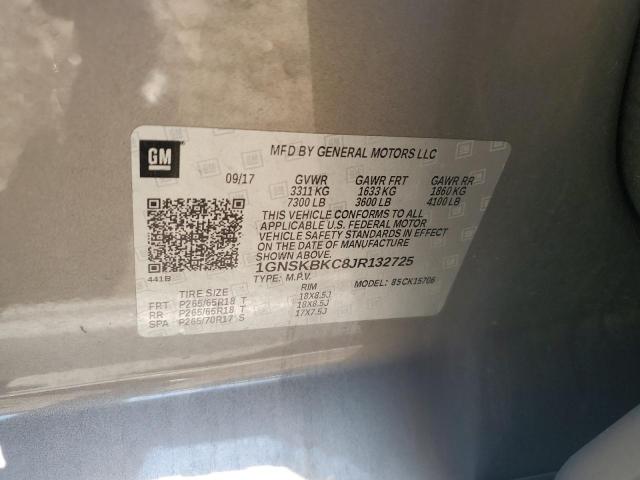 GM
MFD BY GENERAL MOTORS LLC
09/17 GVWR GAWR FRT GAWR RR
3311 KG 1633 KG 1860 KG
7300 LB 3600 LB 4100 LB
THIS VEHICLE CONFORMS TO ALL
APPLICABLE U.S. FEDERAL MOTOR
VEHICLE SAFETY STANDARDS IN
EFFECT ON THE DATE OF
MANUFACTURE SHOWN ABOVE.
1GNSKBKC8JR132725
TYPE: M.P.V. MODEL: 85CK15706
441B
TIRE SIZE RIM
FRT P265/65R18 T 18X8.5J
RR P265/65R18 T 18X8.5J
SPA P265/70R17 S 17X7.5J